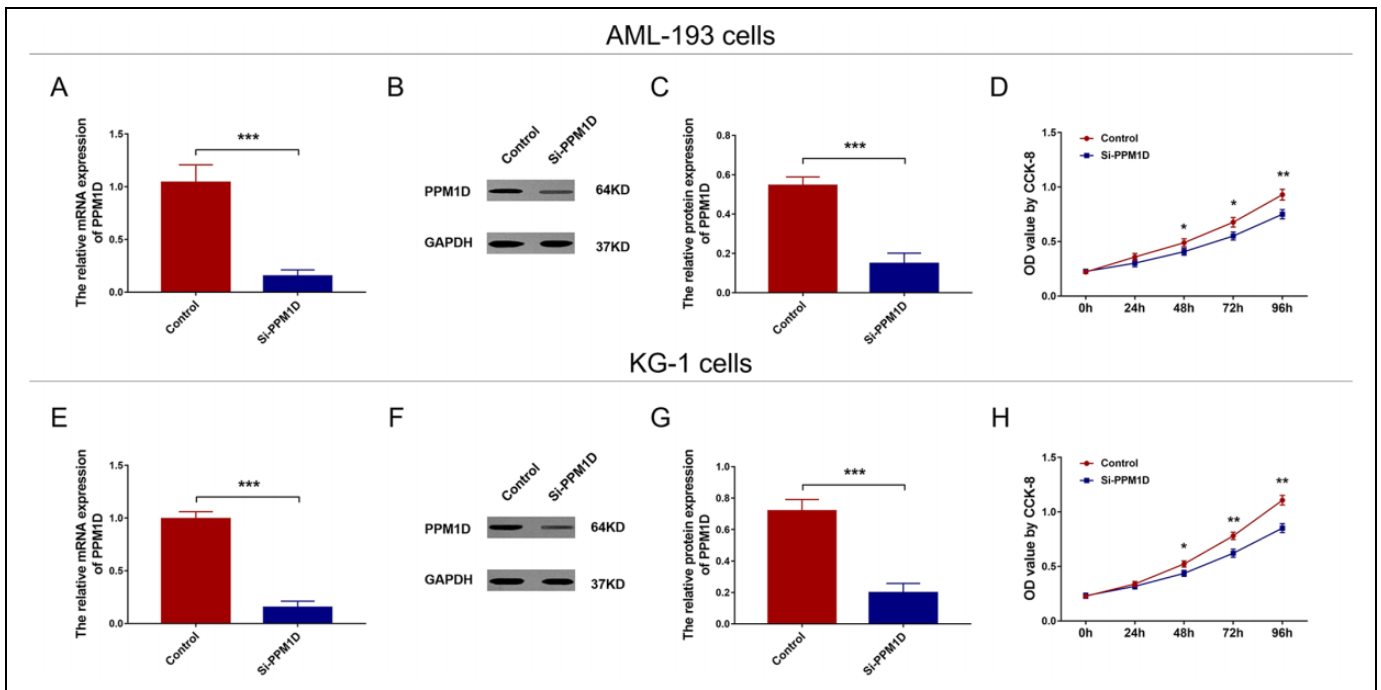 AML-193 cells
A
The relative mRNA expression
of PPM1D
1.5
1.0
0.5
0.0
***
Control
Si-PPM1D
B
Control
Si-PPM1D
PPM1D
64KD
GAPDH
37KD
C
The relative protein expression
of PPM1D
0.8
0.6
0.4
0.2
0.0
***
Control
Si-PPM1D
D
OD value by CCK-8
1.5
1.0
0.5
0.0
Control
Si-PPM1D
*
*
**
0h
24h
48h
72h
96h
KG-1 cells
E
The relative mRNA expression
of PPM1D
1.5
1.0
0.5
0.0
***
Control
Si-PPM1D
F
Control
Si-PPM1D
PPM1D
64KD
GAPDH
37KD
G
The relative protein expression
of PPM1D
1.0
0.8
0.6
0.4
0.2
0.0
***
Control
Si-PPM1D
H
OD value by CCK-8
1.5
1.0
0.5
0.0
Control
Si-PPM1D
*
**
**
0h
24h
48h
72h
96h